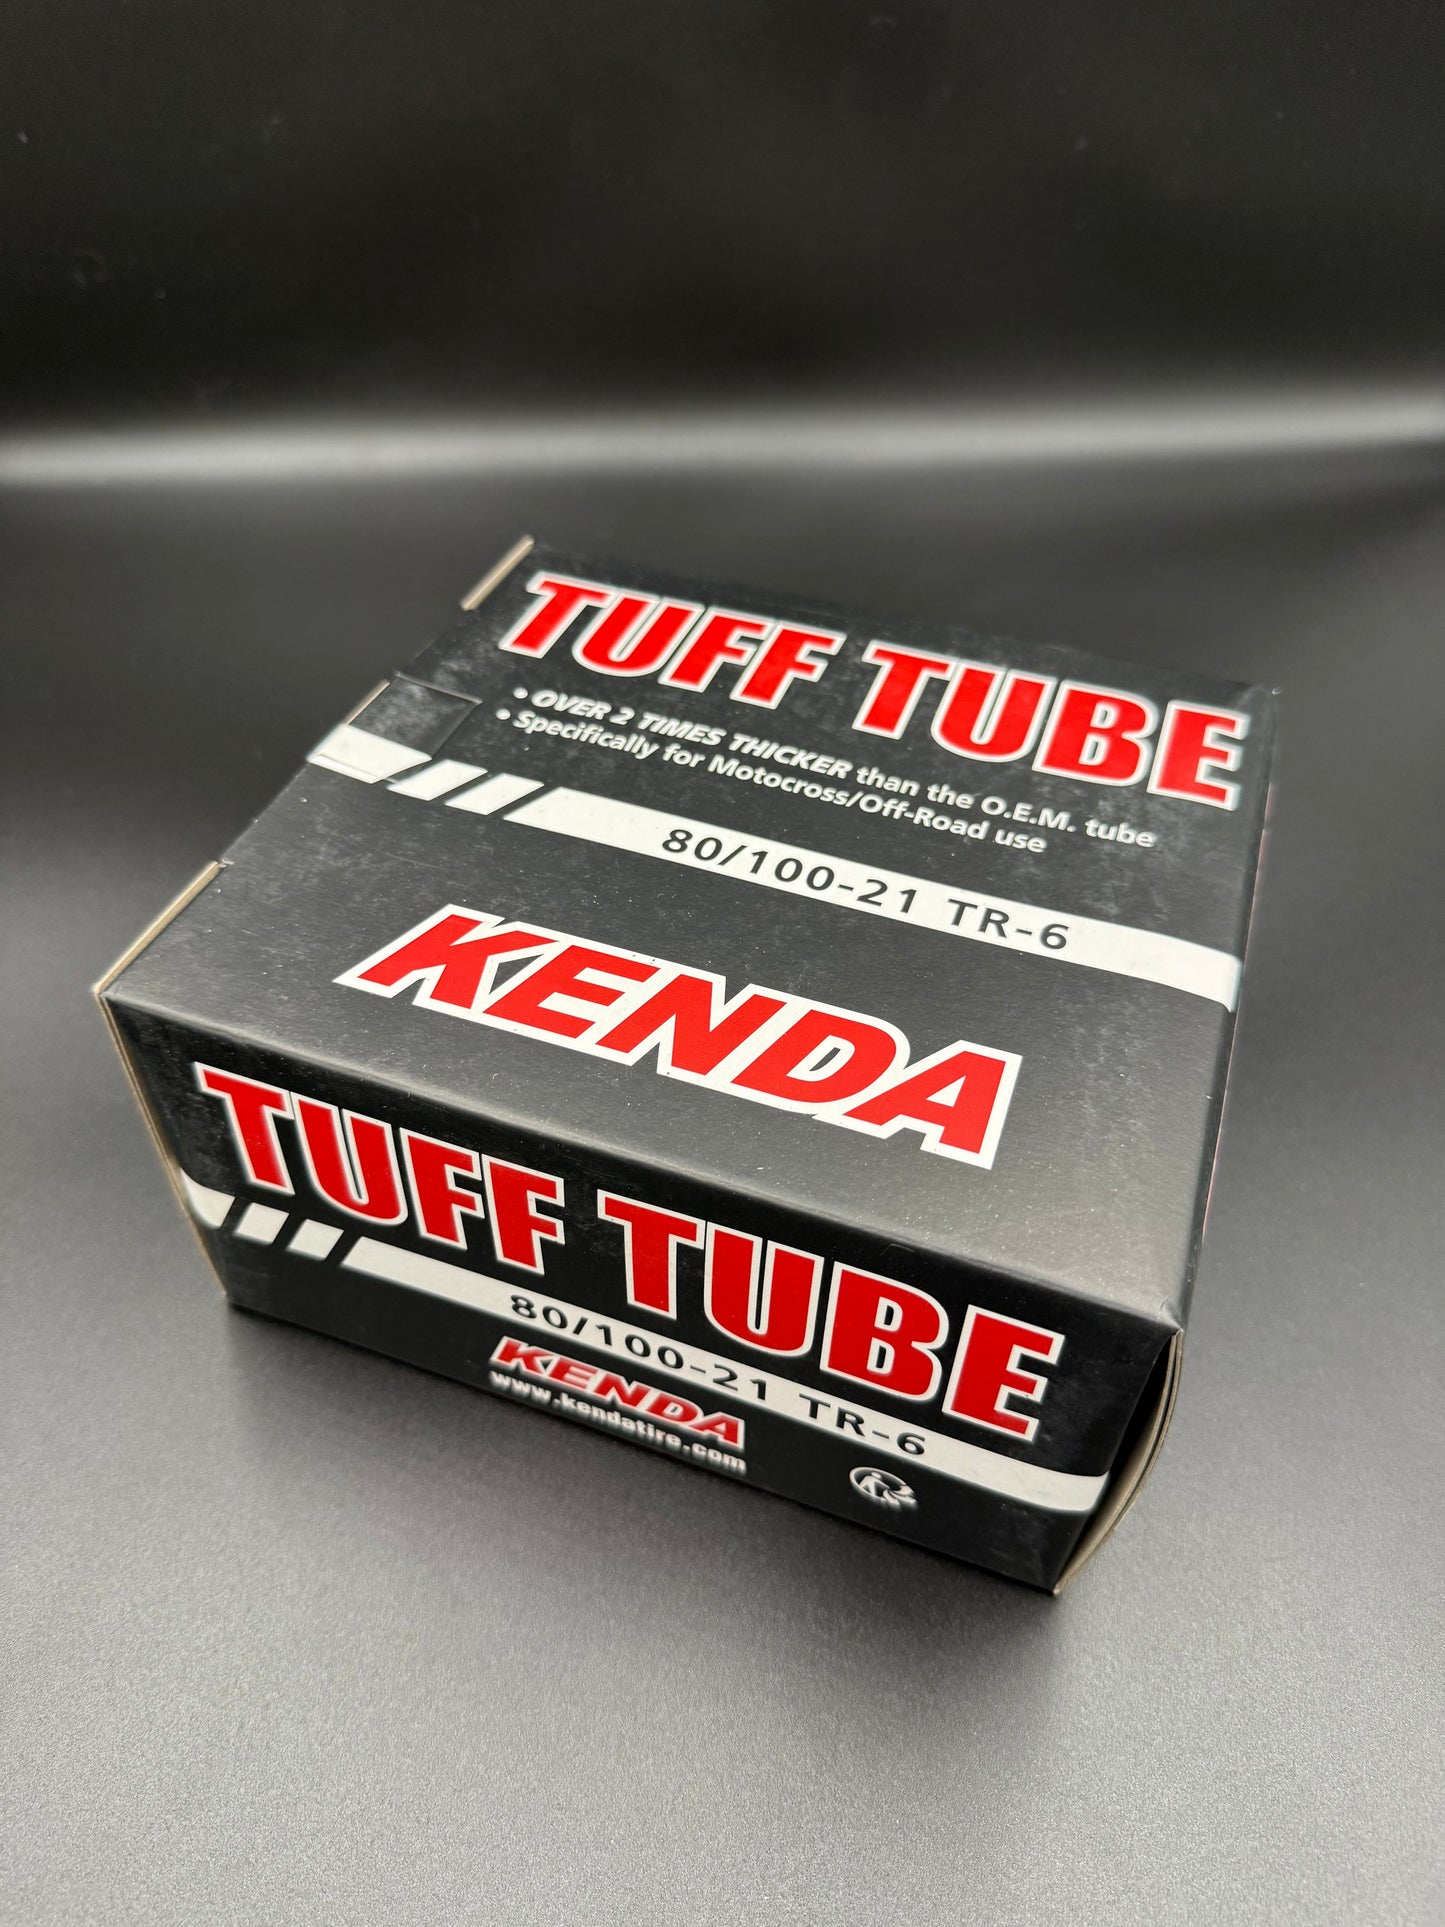 TUFF TUBE
• OVER 2 TIMES THICKER than the O.E.M. tube
• Specifically for Motocross/Off-Road use
80/100-21 TR-6
KENDA
TUFF TUBE
80/100-21 TR-6
KENDA
www.kendatire.com